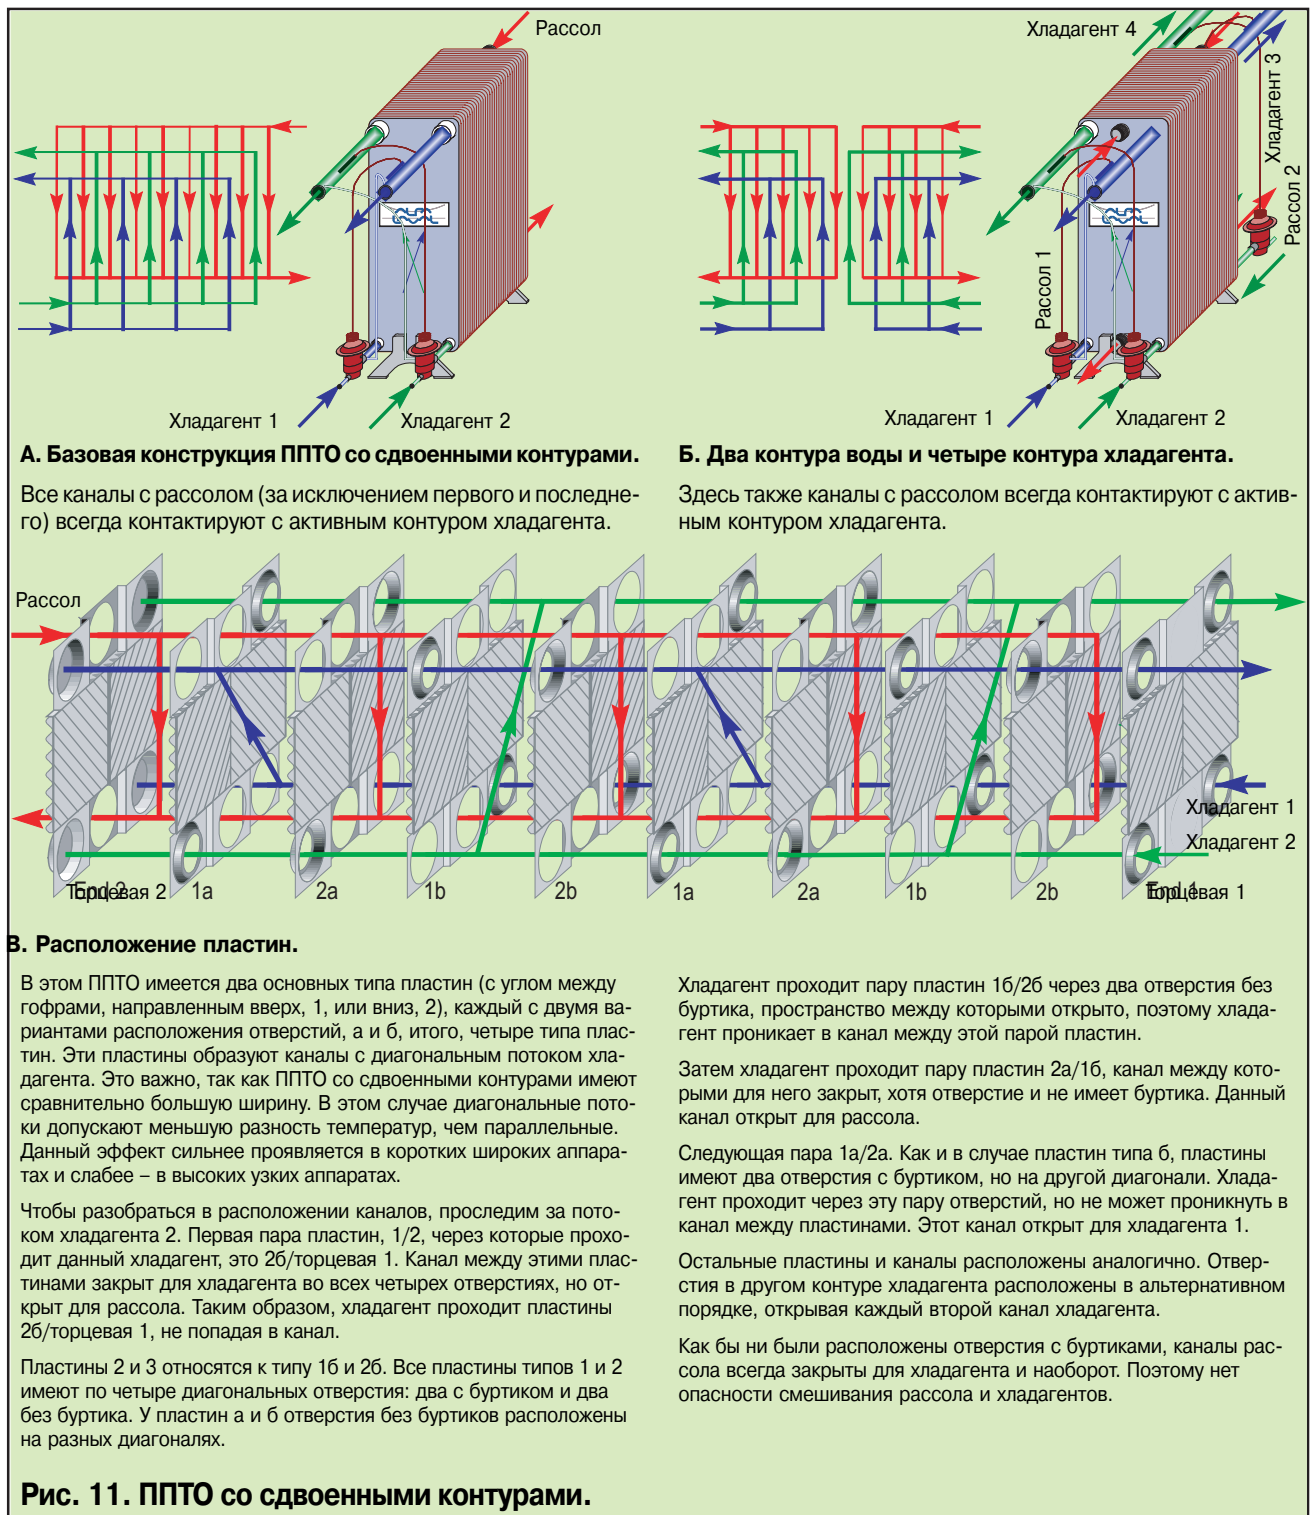 Рассол
Хладагент 1
Хладагент 2
Хладагент 4
Хладагент 3
Рассол 2
Рассол 1
Хладагент 1
Хладагент 2
А. Базовая конструкция ППТО со сдвоенными контурами.
Все каналы с рассолом (за исключением первого и последне-
го) всегда контактируют с активным контуром хладагента.
Б. Два контура воды и четыре контура хладагента.
Здесь также каналы с рассолом всегда контактируют с актив-
ным контуром хладагента.
Рассол
Хладагент 1
Хладагент 2
End 2
Торцевая 2
1a
2a
1b
2b
1a
2a
1b
2b
End 1
Торцевая 1
В. Расположение пластин.
В этом ППТО имеется два основных типа пластин (с углом между
гофрами, направленным вверх, 1, или вниз, 2), каждый с двумя ва-
риантами расположения отверстий, а и б, итого, четыре типа плас-
тин. Эти пластины образуют каналы с диагональным потоком хла-
дагента. Это важно, так как ППТО со сдвоенными контурами имеют
сравнительно большую ширину. В этом случае диагональные пото-
ки допускают меньшую разность температур, чем параллельные.
Данный эффект сильнее проявляется в коротких широких аппара-
тах и слабее – в высоких узких аппаратах.
Чтобы разобраться в расположении каналов, проследим за пото-
ком хладагента 2. Первая пара пластин, 1/2, через которые прохо-
дит данный хладагент, это 2б/торцевая 1. Канал между этими плас-
тинами закрыт для хладагента во всех четырех отверстиях, но от-
крыт для рассола. Таким образом, хладагент проходит пластины
2б/торцевая 1, не попадая в канал.
Пластины 2 и 3 относятся к типу 1б и 2б. Все пластины типов 1 и 2
имеют по четыре диагональных отверстия: два с буртиком и два
без буртика. У пластин а и б отверстия без буртиков расположены
на разных диагоналях.
Хладагент проходит пару пластин 1б/2б через два отверстия без
буртика, пространство между которыми открыто, поэтому хлада-
гент проникает в канал между этой парой пластин.
Затем хладагент проходит пару пластин 2а/1б, канал между кото-
рыми для него закрыт, хотя отверстие и не имеет буртика. Данный
канал открыт для рассола.
Следующая пара 1а/2а. Как и в случае пластин типа б, пластины
имеют два отверстия с буртиком, но на другой диагонали. Хлада-
гент проходит через эту пару отверстий, но не может проникнуть в
канал между пластинами. Этот канал открыт для хладагента 1.
Остальные пластины и каналы расположены аналогично. Отвер-
стия в другом контуре хладагента расположены в альтернативном
порядке, открывая каждый второй канал хладагента.
Как бы ни были расположены отверстия с буртиками, каналы рас-
сола всегда закрыты для хладагента и наоборот. Поэтому нет
опасности смешивания рассола и хладагентов.
Рис. 11. ППТО со сдвоенными контурами.